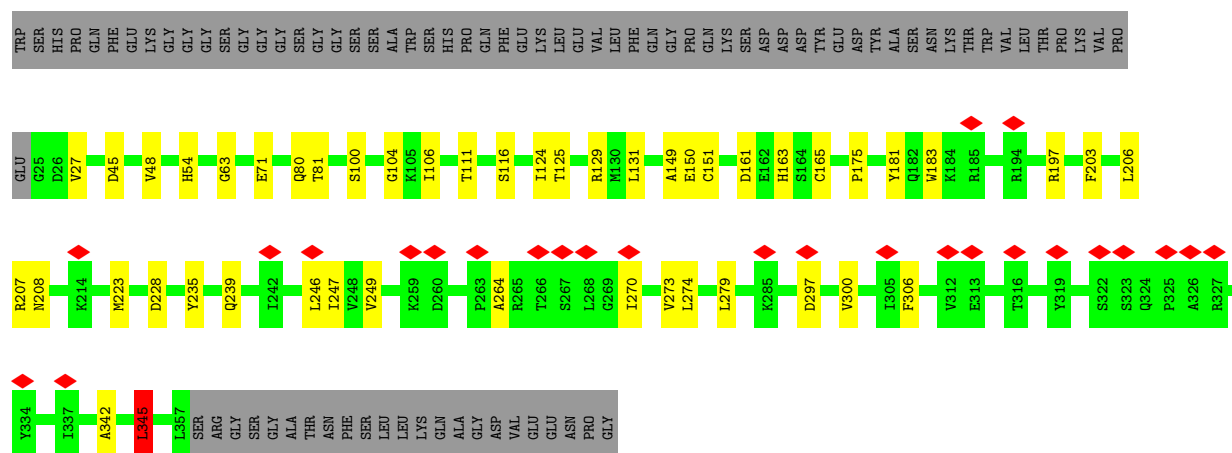 TRP SER HIS PRO GLN PHE GLU LYS GLY GLY GLY SER GLY GLY GLY SER GLY GLY SER SER ALA TRP SER HIS PRO GLN PHE GLU LYS LEU GLU VAL LEU PHE GLN GLY PRO GLN LYS SER ASP ASP ASP TYR GLU ASP TYR ALA SER ASN LYS THR TRP VAL LEU THR PRO LYS VAL PRO
GLU G25 D26 V27 D45 V48 H54 G63 E71 Q80 T81 S100 G104 K105 I106 T111 S116 I124 T125 R129 M130 L131 A149 E150 C151 D161 E162 H163 S164 C165 P175 Y181 Q182 W183 K184 R185 R194 R197 F203 L206
R207 N208 K214 M223 D228 Y235 Q239 I242 L246 I247 V248 V249 K259 D260 P263 A264 R265 T266 S267 L268 G269 I270 V273 L274 L279 K285 D297 V300 I305 F306 V312 E313 T316 Y319 S322 S323 Q324 P325 A326 R327
Y334 I337 A342 L345 L357 SER ARG GLY SER GLY ALA THR ASN PHE SER LEU LEU LYS GLN ALA GLY ASP VAL GLU GLU ASN PRO GLY